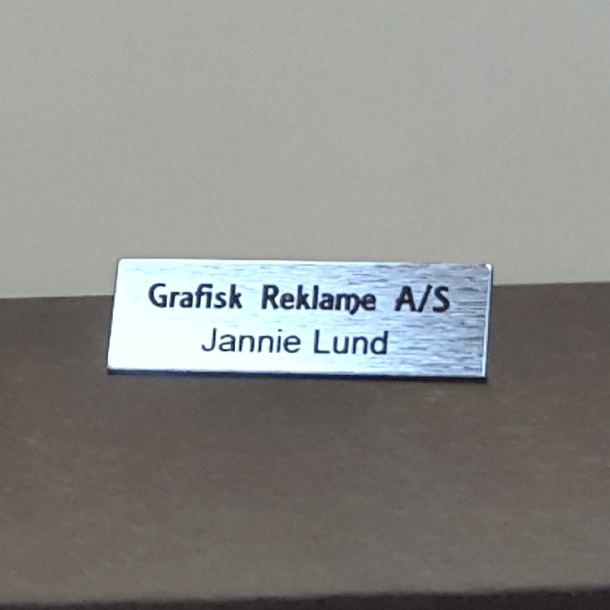 Grafisk Reklame A/S
Jannie Lund